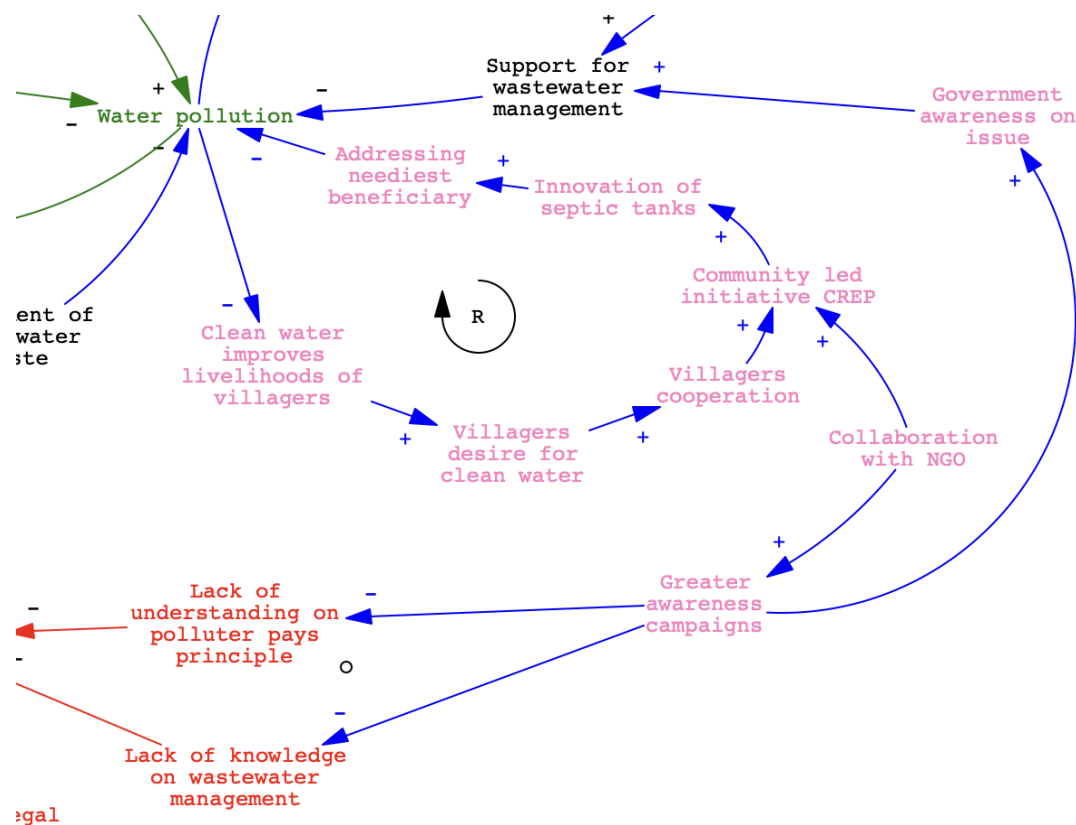 +
Support for
wastewater
management
+
-
+
-
Water pollution
-
Government
awareness on
issue
-
Addressing
neediest
beneficiary
+
Innovation of
septic tanks
+
+
Community led
initiative CREP
-
R
+
+
ent of
water
ste
Clean water
improves
livelihoods of
villagers
Villagers
cooperation
+
Villagers
desire for
clean water
+
Collaboration
with NGO
+
Greater
awareness
campaigns
-
-
Lack of
understanding on
polluter pays
principle
-
-
Lack of knowledge
on wastewater
management
egal